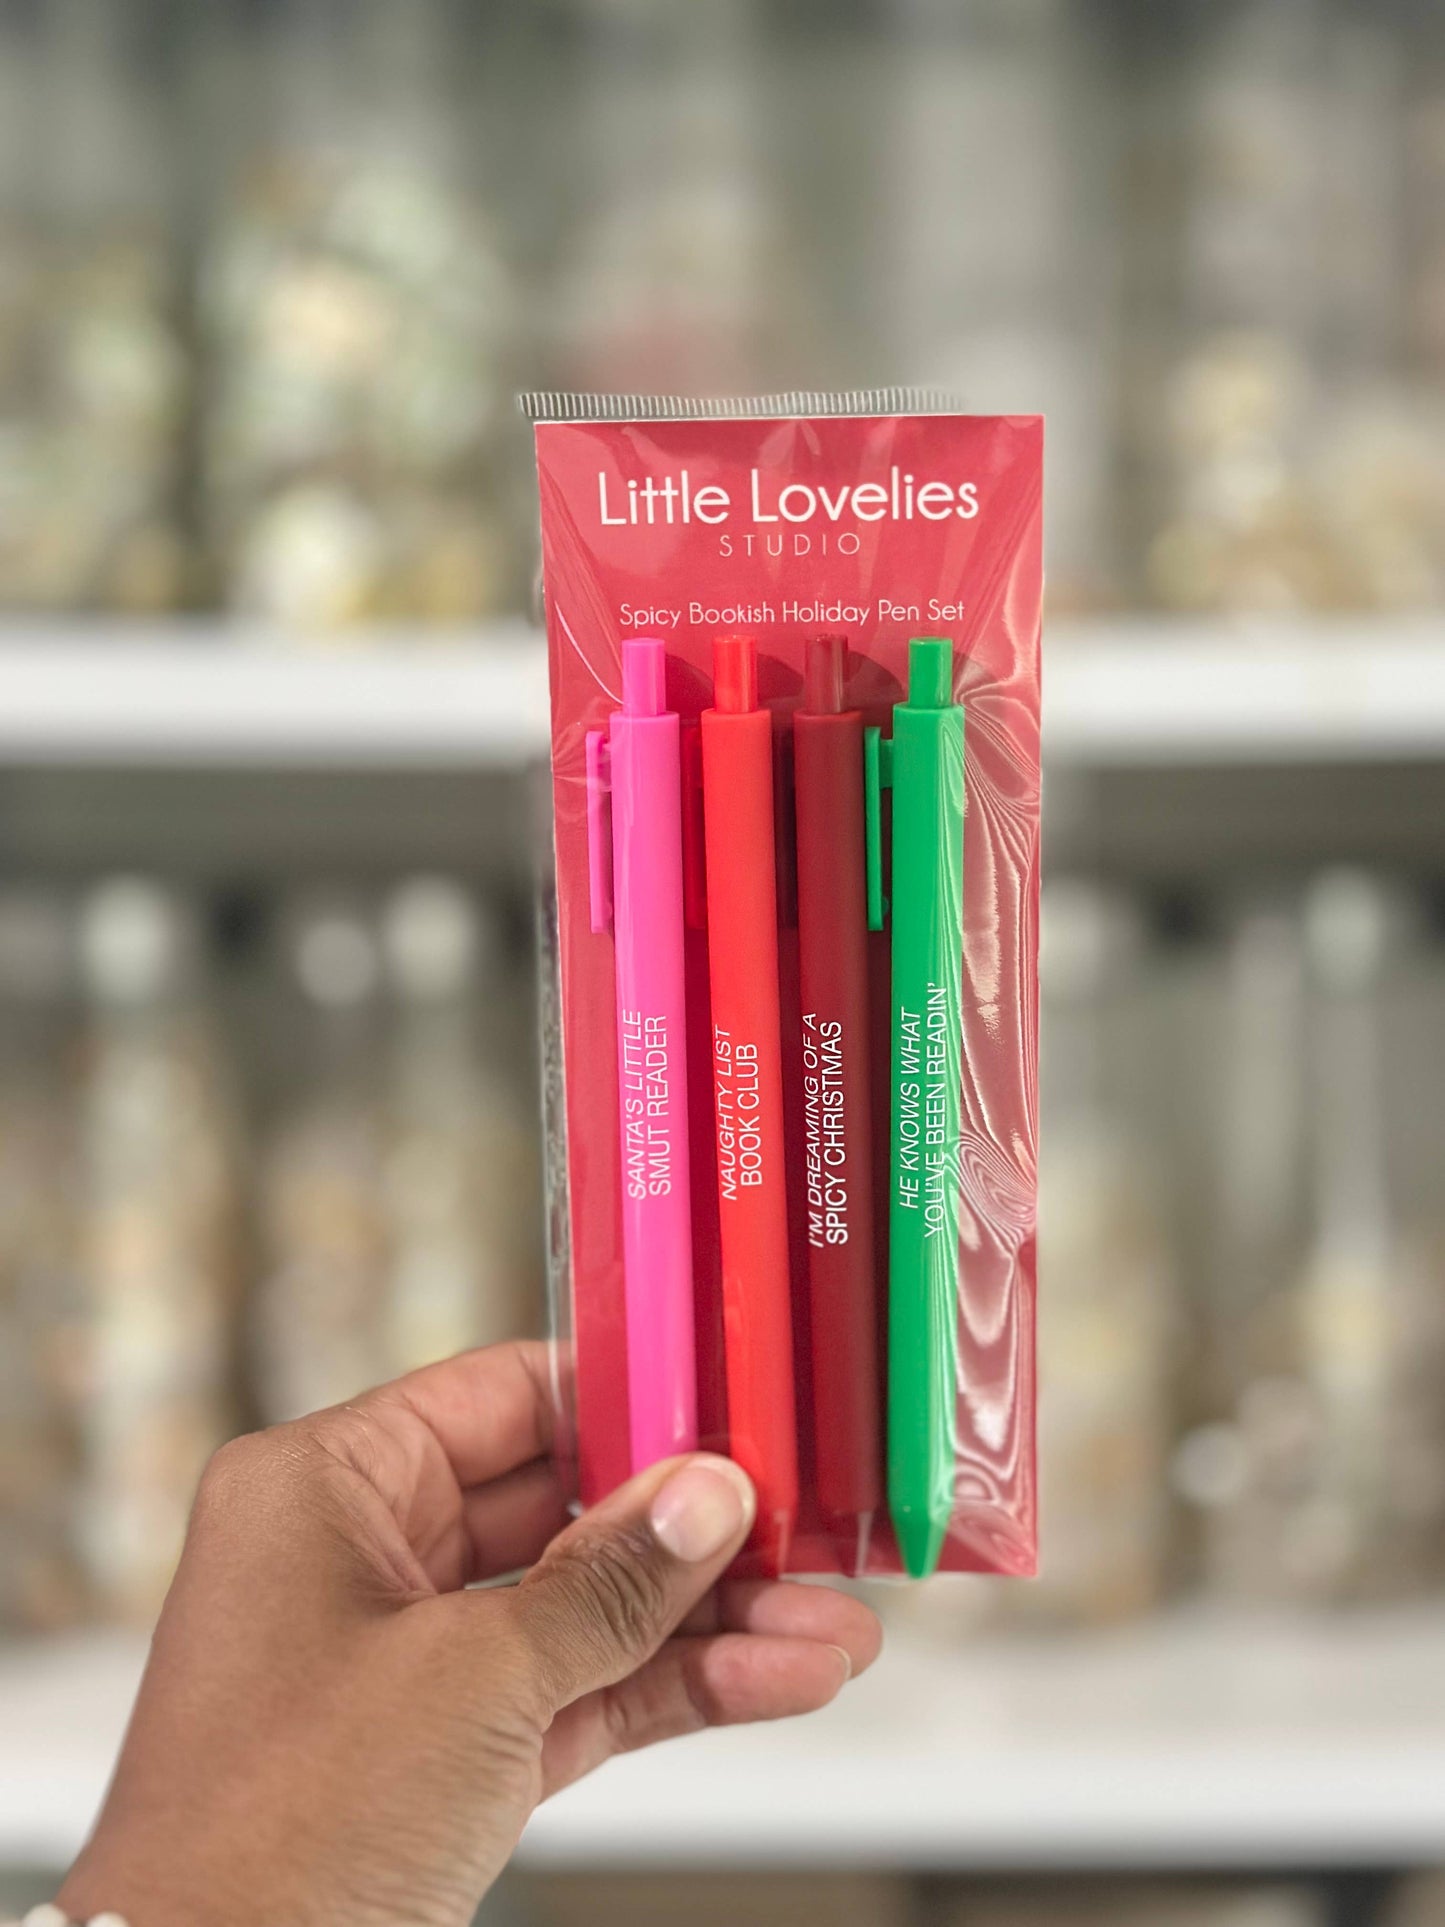 Little Lovelies
STUDIO
Spicy Bookish Holiday Pen Set
SANTA'S LITTLE
SMUT READER
NAUGHTY LIST
BOOK CLUB
I'M DREAMING OF A
SPICY CHRISTMAS
HE KNOWS WHAT
YOU'VE BEEN READIN'